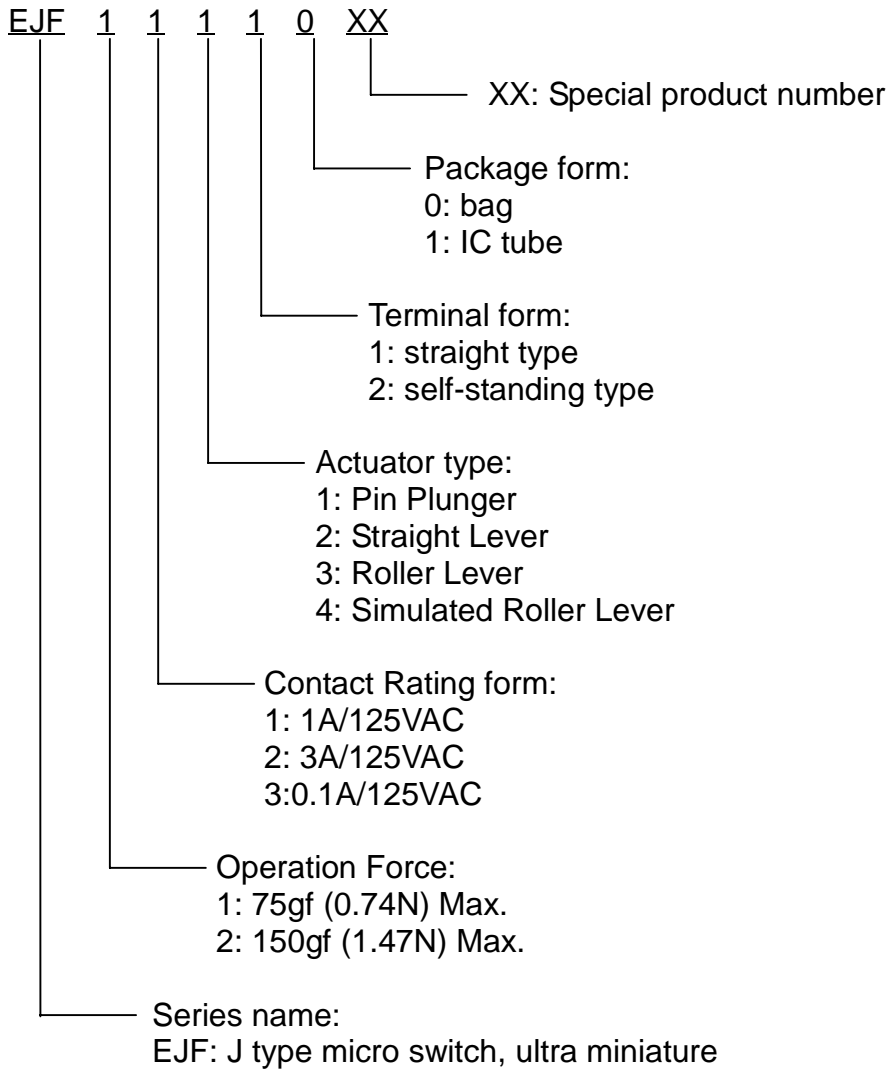 EJF 1 1 1 1 0 XX
XX: Special product number
Package form:
0: bag
1: IC tube
Terminal form:
1: straight type
2: self-standing type
Actuator type:
1: Pin Plunger
2: Straight Lever
3: Roller Lever
4: Simulated Roller Lever
Contact Rating form:
1: 1A/125VAC
2: 3A/125VAC
3:0.1A/125VAC
Operation Force:
1: 75gf (0.74N) Max.
2: 150gf (1.47N) Max.
Series name:
EJF: J type micro switch, ultra miniature